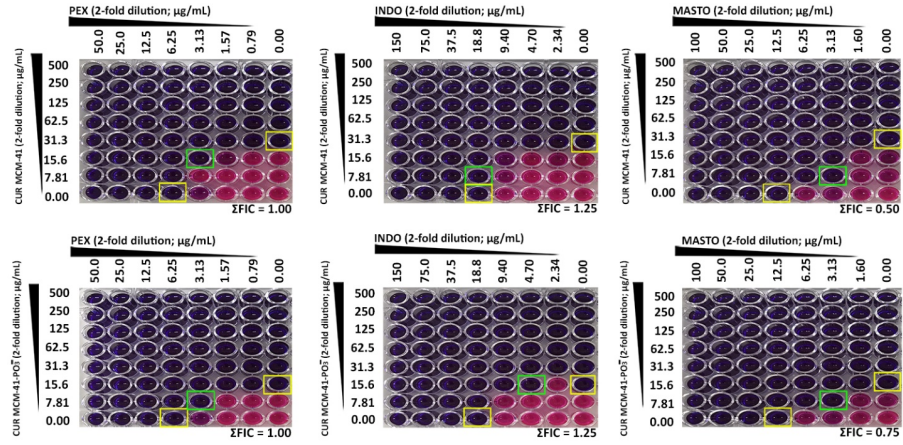 PEX (2-fold dilution; µg/mL)
50.0 25.0 12.5 6.25 3.13 1.57 0.79 0.00
CUR MCM-41 (2-fold dilution; µg/mL)
500
250
125
62.5
31.3
15.6
7.81
0.00
ΣFIC = 1.00
INDO (2-fold dilution; µg/mL)
150 75.0 37.5 18.8 9.40 4.70 2.34 0.00
CUR MCM-41 (2-fold dilution; µg/mL)
500
250
125
62.5
31.3
15.6
7.81
0.00
ΣFIC = 1.25
MASTO (2-fold dilution; µg/mL)
100 50.0 25.0 12.5 6.25 3.13 1.60 0.00
CUR MCM-41 (2-fold dilution; µg/mL)
500
250
125
62.5
31.3
15.6
7.81
0.00
ΣFIC = 0.50
PEX (2-fold dilution; µg/mL)
50.0 25.0 12.5 6.25 3.13 1.57 0.79 0.00
CUR MCM-41-PO3⁻ (2-fold dilution; µg/mL)
500
250
125
62.5
31.3
15.6
7.81
0.00
ΣFIC = 1.00
INDO (2-fold dilution; µg/mL)
150 75.0 37.5 18.8 9.40 4.70 2.34 0.00
CUR MCM-41-PO3⁻ (2-fold dilution; µg/mL)
500
250
125
62.5
31.3
15.6
7.81
0.00
ΣFIC = 1.25
MASTO (2-fold dilution; µg/mL)
100 50.0 25.0 12.5 6.25 3.13 1.60 0.00
CUR MCM-41-PO3⁻ (2-fold dilution; µg/mL)
500
250
125
62.5
31.3
15.6
7.81
0.00
ΣFIC = 0.75